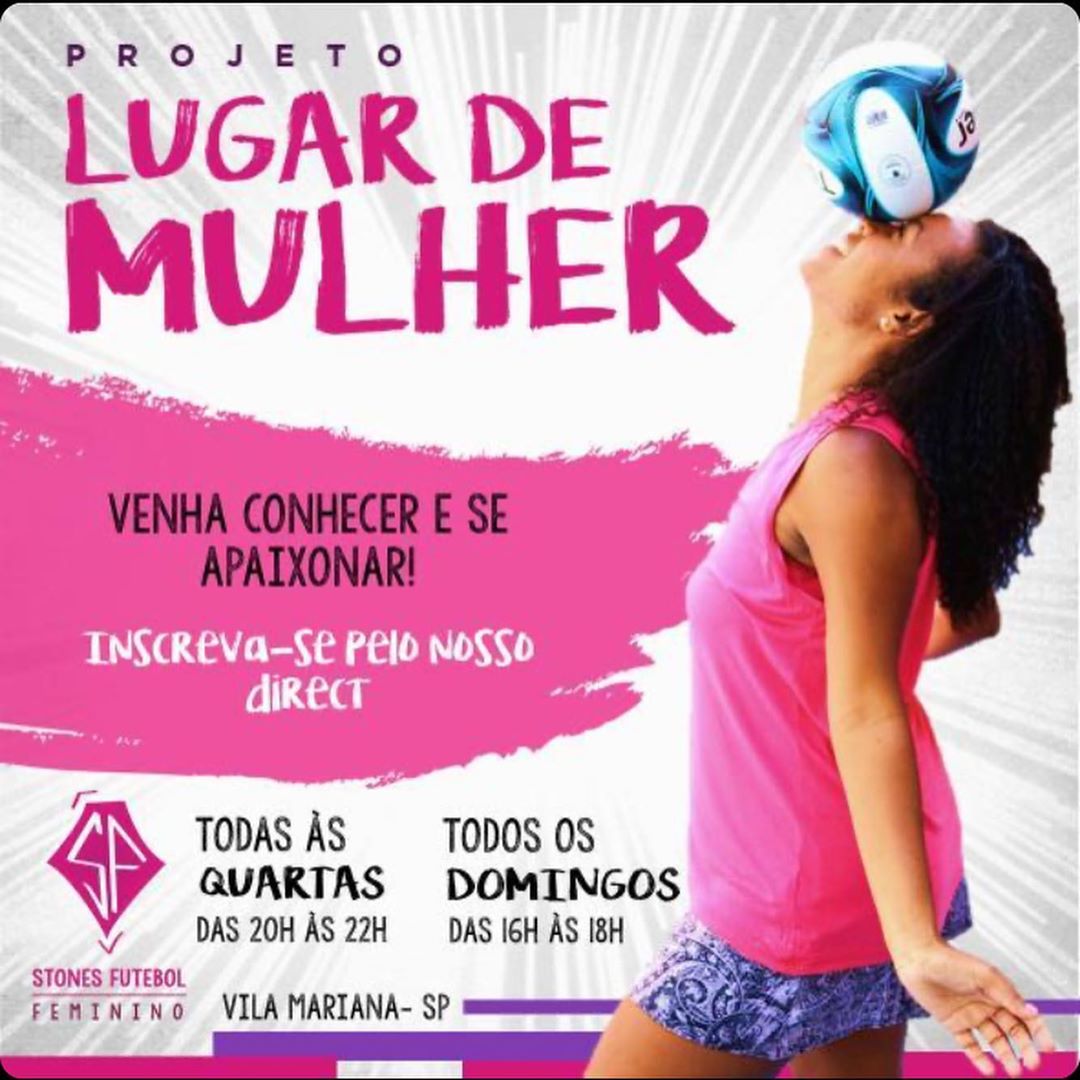 PROJETO
LUGAR DE
MULHER
VENHA CONHECER E SE
APAIXONAR!
INSCREVA-SE PELO NOSSO
DIRECT
SF
STONES FUTEBOL
FEMININO
TODAS ÀS
QUARTAS
DAS 20H ÀS 22H
TODOS OS
DOMINGOS
DAS 16H ÀS 18H
VILA MARIANA- SP